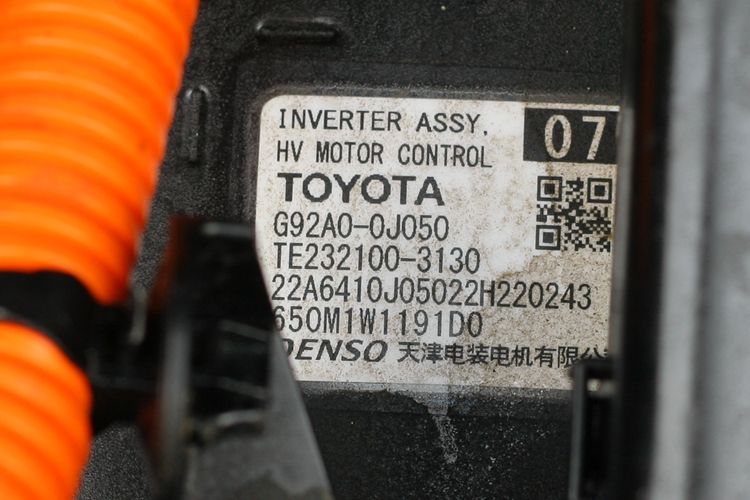 INVERTER ASSY,
07
HV MOTOR CONTROL
TOYOTA
G92A0-0J050
TE232100-3130
22A6410J05022H220243
650M1W1191D0
DENSO 天津电装电机有限公